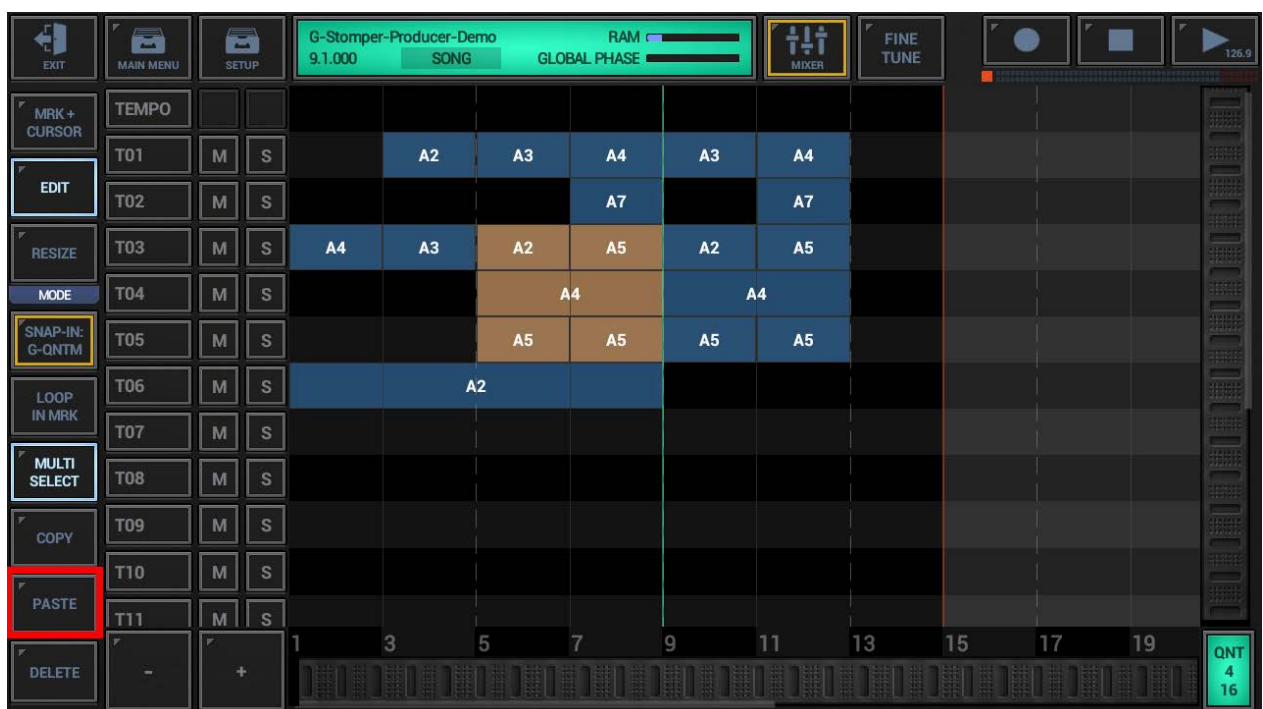 G-Stomper-Producer-Demo RAM
9.1.000 SONG GLOBAL PHASE
EXIT
MAIN MENU
SETUP
MIXER
FINE
TUNE
126.9
MRK +
CURSOR
EDIT
RESIZE
MODE
SNAP-IN:
G-QNTM
LOOP
IN MRK
MULTI
SELECT
COPY
PASTE
DELETE
TEMPO
T01 M S A2 A3 A4 A3 A4
T02 M S A7 A7
T03 M S A4 A3 A2 A5 A2 A5
T04 M S A4 A4
T05 M S A5 A5 A5 A5
T06 M S A2
T07 M S
T08 M S
T09 M S
T10 M S
T11 M S
- +
1 3 5 7 9 11 13 15 17 19
QNT
4
16